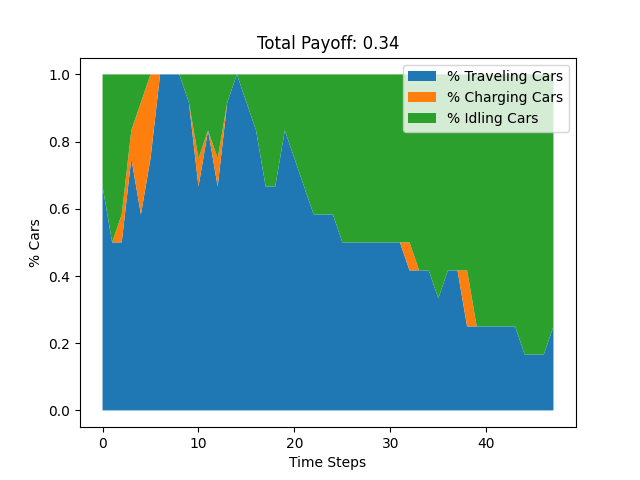 Total Payoff: 0.34
% Traveling Cars
% Charging Cars
% Idling Cars
1.0
0.8
0.6
0.4
0.2
0.0
% Cars
0
10
20
30
40
Time Steps